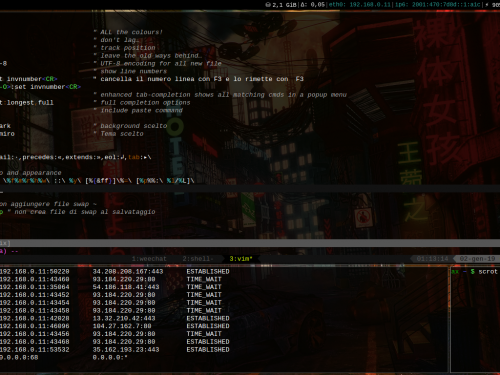 2,1 GiB|Δ: 0,05|eth0: 192.168.0.11|ip6: 2001:470:7d8d::1:a1c|⚡ 90
" ALL the colours!
" don't lag…
" track position
" leave the old ways behind…
-8 " UTF-8 encoding for all new file
" show line numbers
t invnumber<CR> " cancella il numero linea con F3 e lo rimette con F3
-O>:set invnumber<CR>
" enhanced tab-completion shows all matching cmds in a popup menu
t longest,full " full completion options
" include paste command
ark " background scelto
miro " Tema scelto
ail:·,precedes:«,extends:»,eol:↲,tab:▸\
o and appearance
on aggiungere file swap ~
p " non crea file di swap al salvataggio
ix]
a) --
1:weechat 2:shell- 3:vim* 01:13:14 02-gen-19
192.168.0.11:50220 34.208.208.167:443 ESTABLISHED
192.168.0.11:43460 93.184.220.29:80 TIME_WAIT
192.168.0.11:35064 54.186.118.41:443 ESTABLISHED
192.168.0.11:43452 93.184.220.29:80 TIME_WAIT
192.168.0.11:43454 93.184.220.29:80 TIME_WAIT
192.168.0.11:43458 93.184.220.29:80 TIME_WAIT
192.168.0.11:42028 13.32.210.42:443 ESTABLISHED
192.168.0.11:46096 104.27.162.7:80 ESTABLISHED
192.168.0.11:43456 93.184.220.29:80 TIME_WAIT
192.168.0.11:43468 93.184.220.29:80 ESTABLISHED
192.168.0.11:53532 35.162.193.23:443 ESTABLISHED
0.0.0.0:68 0.0.0.0:*
ax ~ $ scrot